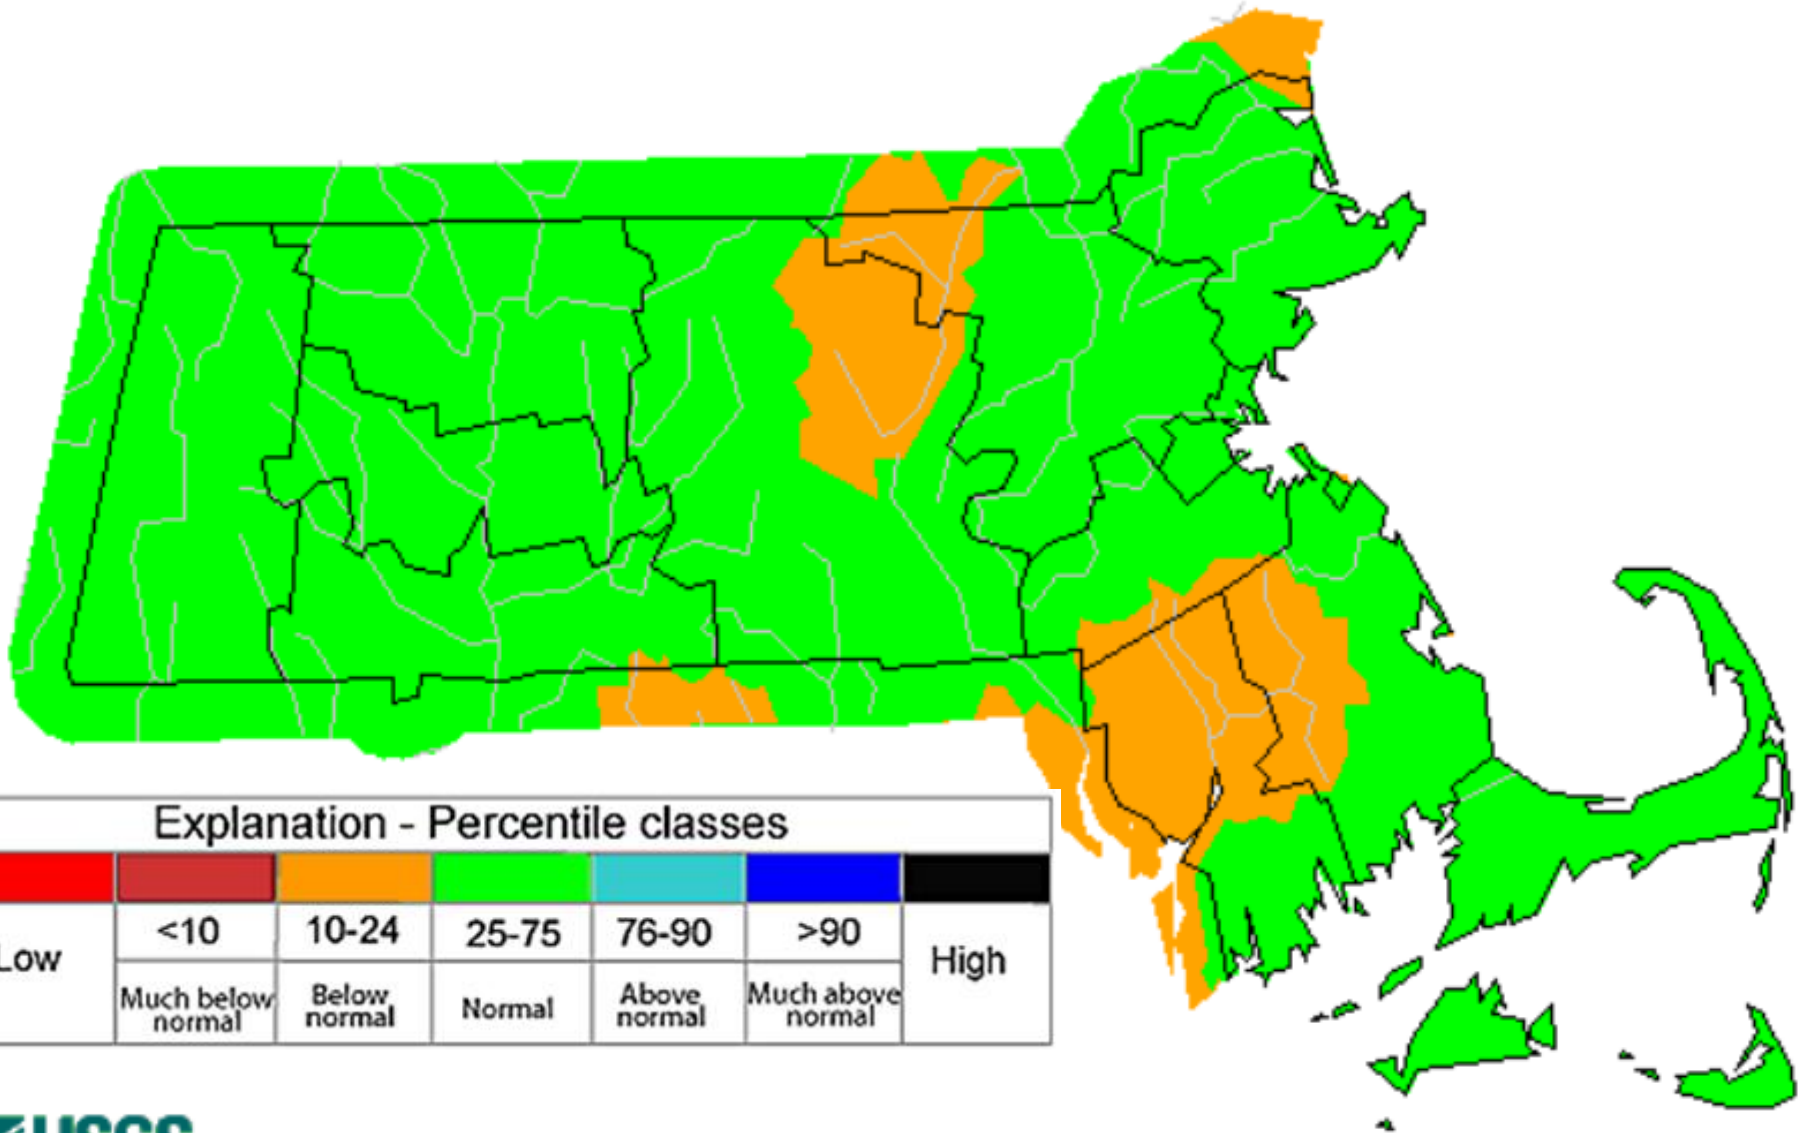 Explanation - Percentile classes
Low
<10
10-24
25-75
76-90
>90
High
Much below
normal
Below
normal
Normal
Above
normal
Much above
normal